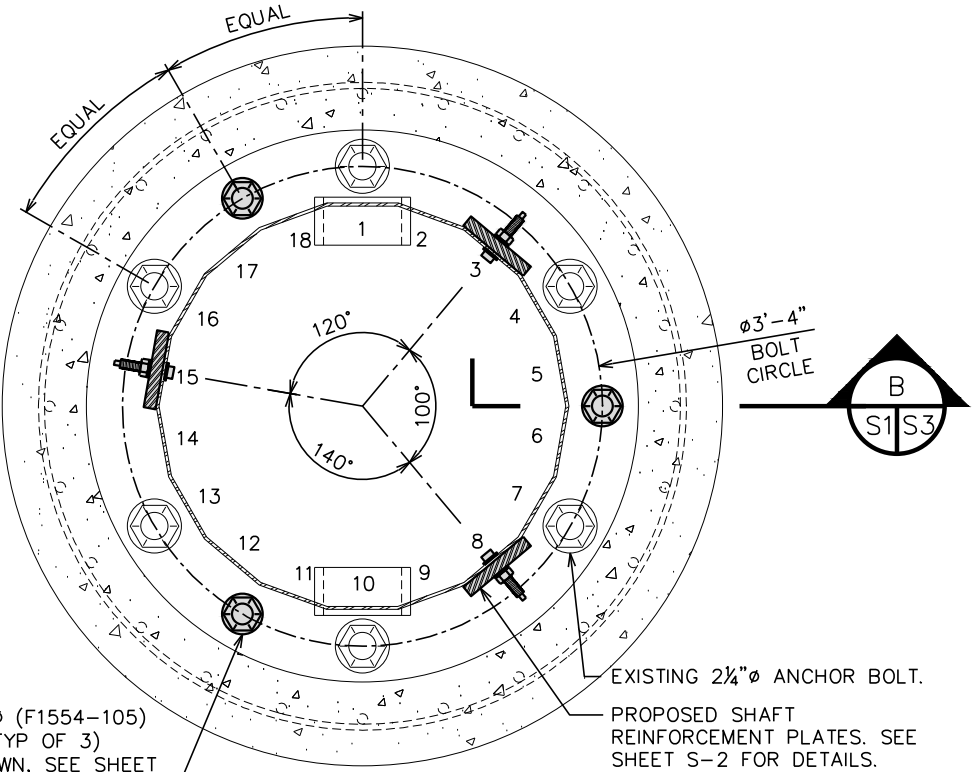 EQUAL
EQUAL
18
1
2
17
3
16
4
120°
ø3'-4"
BOLT
CIRCLE
15
5
B
100°
S1
S3
14
6
140°
13
7
12
8
11
10
9
EXISTING 2¼"ø ANCHOR BOLT.
PROPOSED SHAFT
REINFORCEMENT PLATES. SEE
SHEET S-2 FOR DETAILS.
(F1554-105)
TYP OF 3)
SEE SHEET